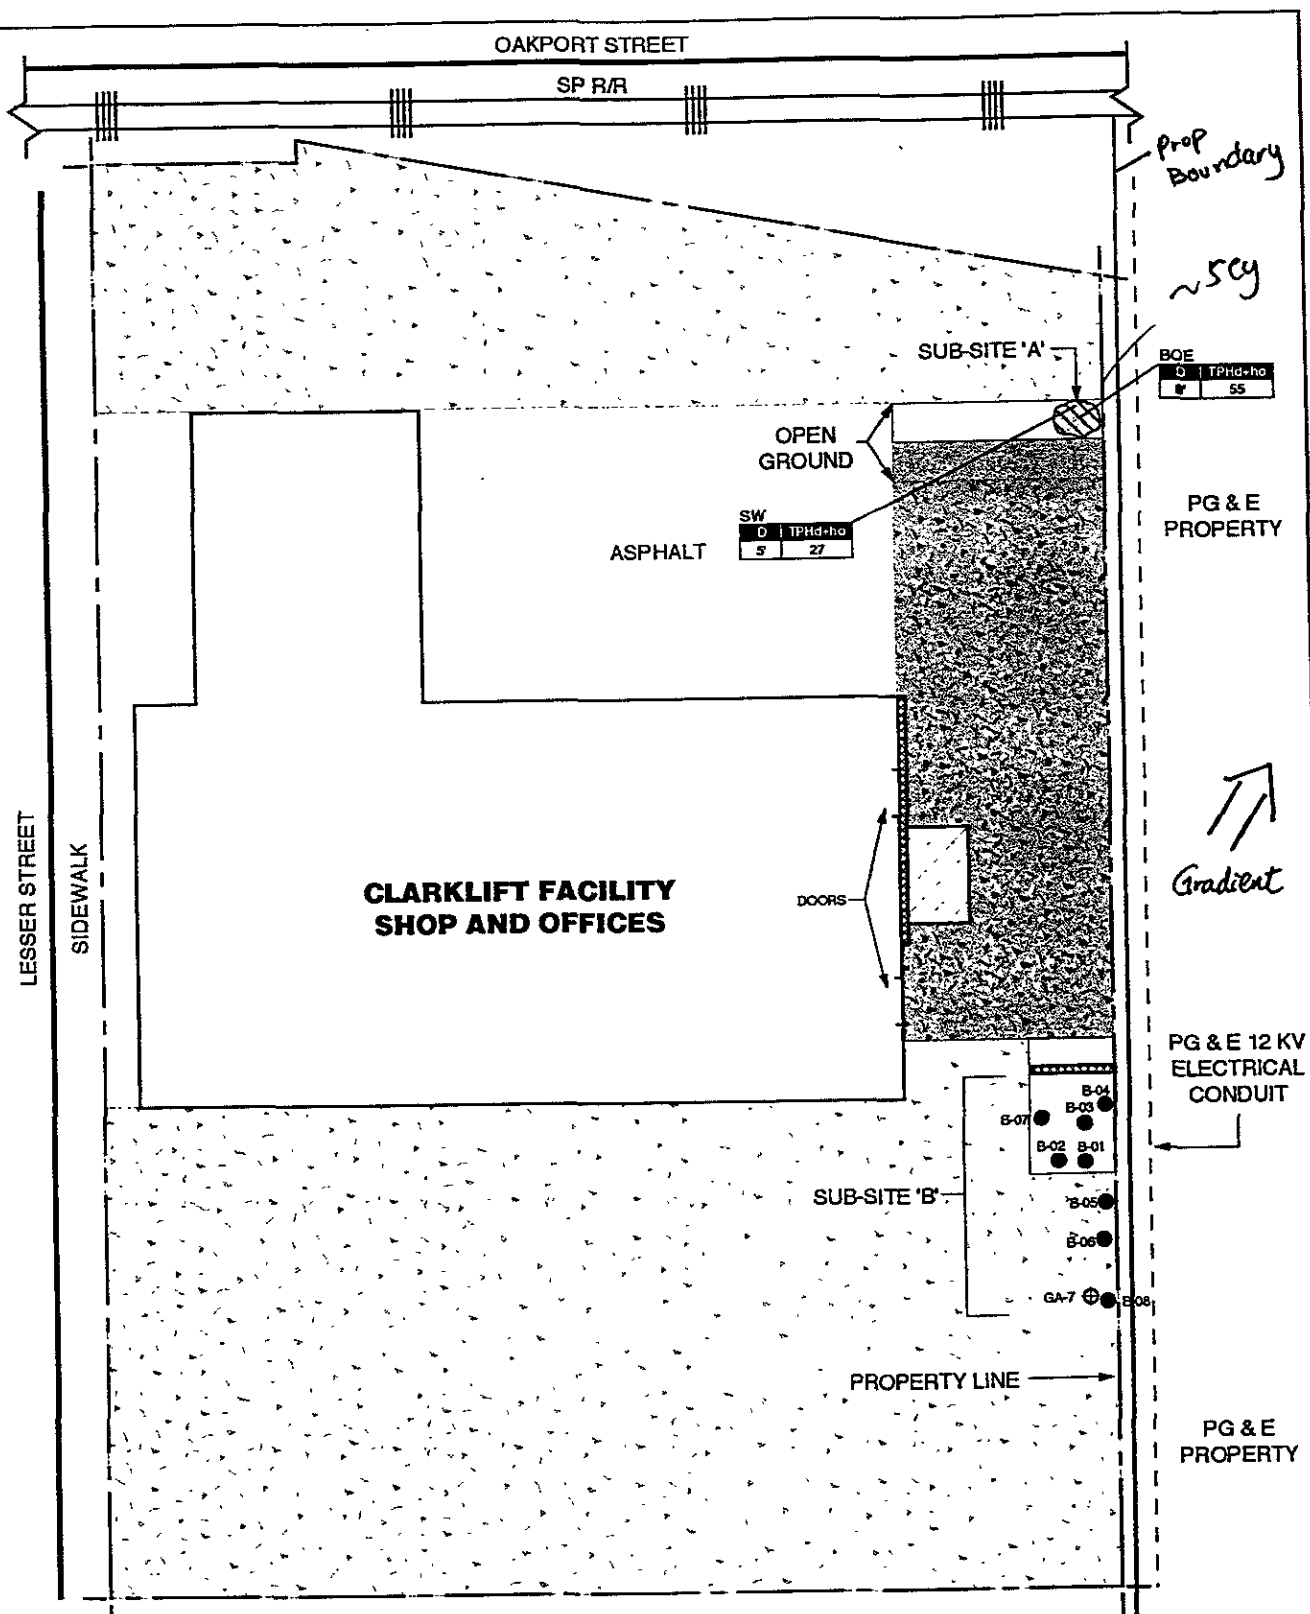 OAKPORT STREET
SP R/R
prop
Boundary
~5cy
SUB-SITE 'A'
BOE
D TPHd+ho
8' 55
OPEN
GROUND
SW
D TPHd+ho
5' 27
ASPHALT
PG & E
PROPERTY
LESSER STREET
SIDEWALK
CLARKLIFT FACILITY
SHOP AND OFFICES
DOORS
Gradient
PG & E 12 KV
ELECTRICAL
CONDUIT
B-04
B-03
B-07
B-02 B-01
SUB-SITE 'B'
B-05
B-06
GA-7 B-08
PROPERTY LINE
PG & E
PROPERTY